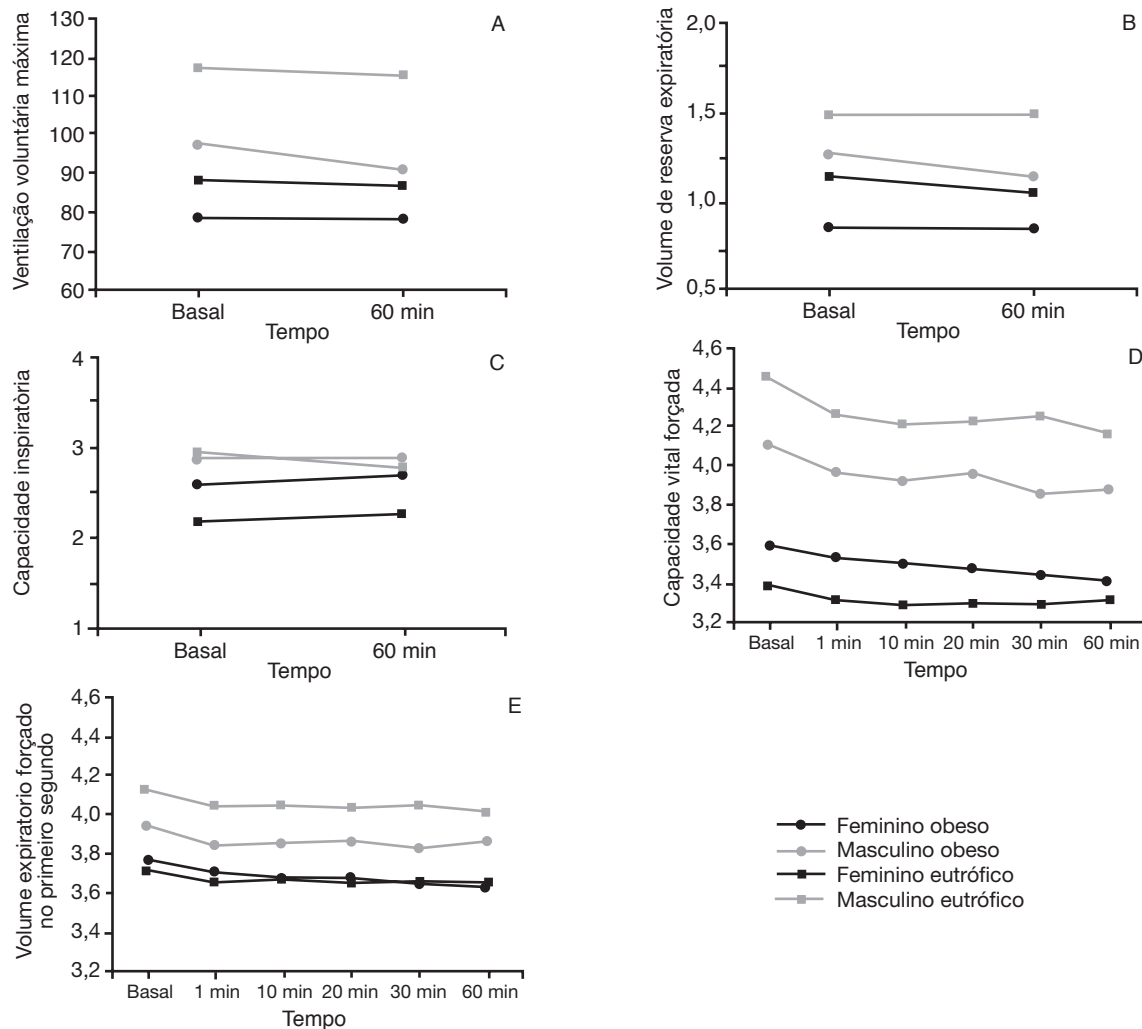 A
Ventilação voluntária máxima
130
120
110
100
90
80
70
60
Basal
60 min
Tempo
B
Volume de reserva expiratória
2,0
1,5
1,0
0,5
Basal
60 min
Tempo
C
Capacidade inspiratòria
4
3
2
1
Basal
60 min
Tempo
D
Capacidade vital forçada
4,6
4,4
4,2
4,0
3,8
3,6
3,4
3,2
Basal
1 min
10 min
20 min
30 min
60 min
Tempo
E
Volume expiratorio forçado
no primeiro segundo
4,6
4,4
4,2
4,0
3,8
3,6
3,4
3,2
Basal
1 min
10 min
20 min
30 min
60 min
Tempo
Feminino obeso
Masculino obeso
Feminino eutrófico
Masculino eutrófico